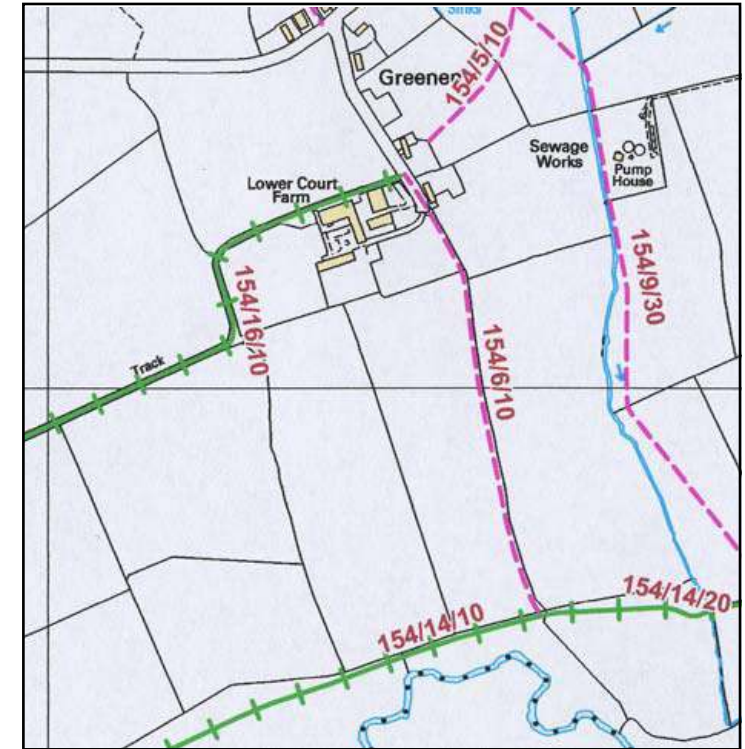 Greener
154/5/10
Sewage
Works
Pump
House
Lower Court
Farm
154/9/30
154/16/10
154/6/10
Track
154/14/20
154/14/10